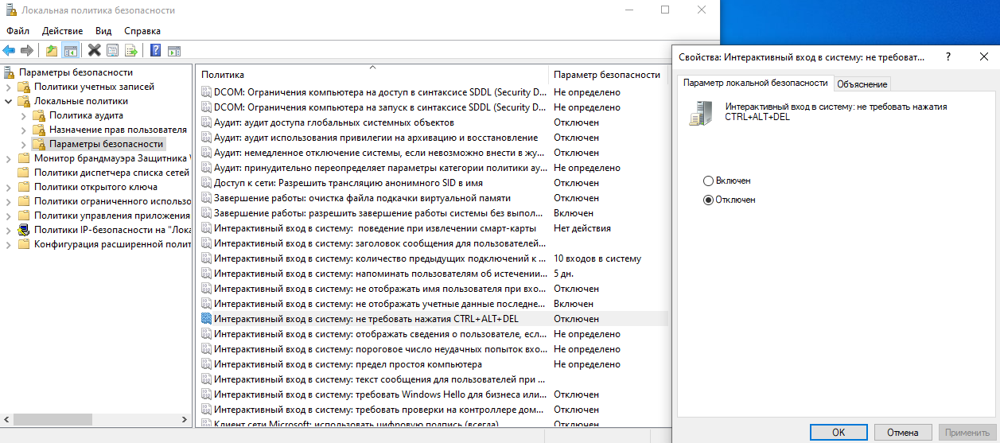 Локальная политика безопасности
Файл Действие Вид Справка
Параметры безопасности
Политики учетных записей
Локальные политики
Политика аудита
Назначение прав пользователя
Параметры безопасности
Монитор брандмауэра Защитника
Политики диспетчера списка сетей
Политики открытого ключа
Политики ограниченного использо
Политики управления приложения
Политики IP-безопасности на "Лока
Конфигурация расширенной полит
Политика Параметр безопасности
DCOM: Ограничения компьютера на доступ в синтаксисе SDDL (Security D... Не определено
DCOM: Ограничения компьютера на запуск в синтаксисе SDDL (Security D... Не определено
Аудит: аудит доступа глобальных системных объектов Отключен
Аудит: аудит использования привилегии на архивацию и восстановление Отключен
Аудит: немедленное отключение системы, если невозможно внести в жу... Отключен
Аудит: принудительно переопределяет параметры категории политики ау... Не определено
Доступ к сети: Разрешить трансляцию анонимного SID в имя Отключен
Завершение работы: очистка файла подкачки виртуальной памяти Отключен
Завершение работы: разрешить завершение работы системы без выпол... Включен
Интерактивный вход в систему:  поведение при извлечении смарт-карты Нет действия
Интерактивный вход в систему: заголовок сообщения для пользователей...
Интерактивный вход в систему: количество предыдущих подключений к ... 10 входов в систему
Интерактивный вход в систему: напоминать пользователям об истечении... 5 дн.
Интерактивный вход в систему: не отображать имя пользователя при вхо... Отключен
Интерактивный вход в систему: не отображать учетные данные последне... Включен
Интерактивный вход в систему: не требовать нажатия CTRL+ALT+DEL Отключен
Интерактивный вход в систему: отображать сведения о пользователе, есл... Не определено
Интерактивный вход в систему: пороговое число неудачных попыток вхо... Не определено
Интерактивный вход в систему: предел простоя компьютера Не определено
Интерактивный вход в систему: текст сообщения для пользователей при ...
Интерактивный вход в систему: требовать Windows Hello для бизнеса или... Отключен
Интерактивный вход в систему: требовать проверки на контроллере дом... Отключен
Клиент сети Microsoft: использовать цифровую подпись (всегда) Отключен
Свойства: Интерактивный вход в систему: не требоват... ?
Параметр локальной безопасности Объяснение
Интерактивный вход в систему: не требовать нажатия
CTRL+ALT+DEL
Включен
Отключен
OK Отмена Применить